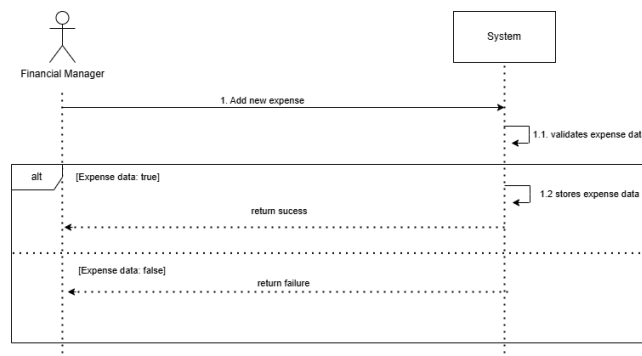 System
Financial Manager
1. Add new expense
1.1. validates expense dat
alt
[Expense data: true]
1.2 stores expense data
return sucess
[Expense data: false]
return failure